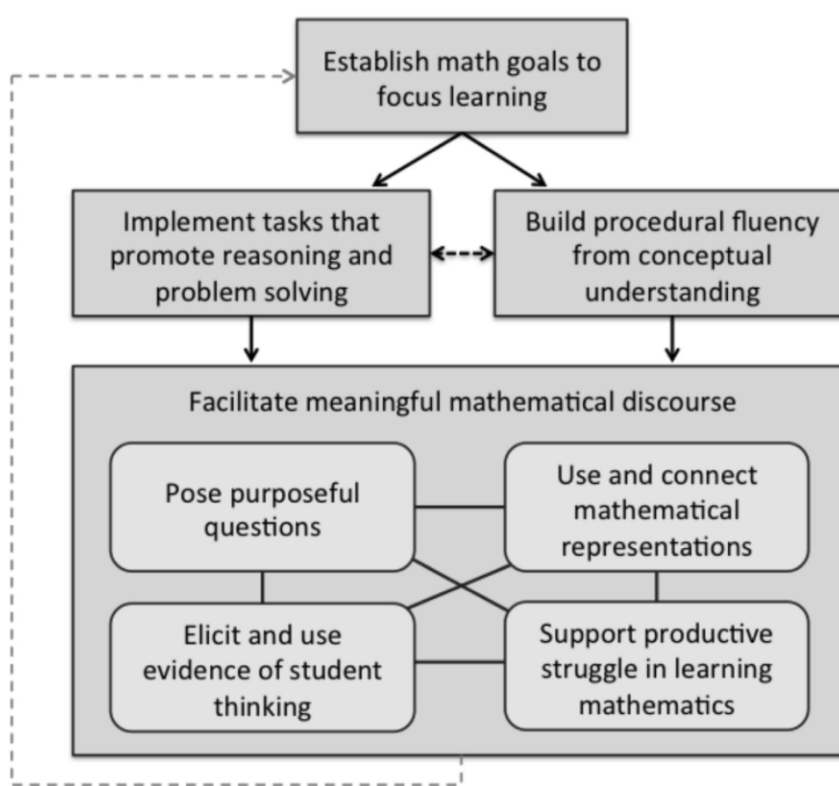 Establish math goals to
focus learning
Implement tasks that
promote reasoning and
problem solving
Build procedural fluency
from conceptual
understanding
Facilitate meaningful mathematical discourse
Pose purposeful
questions
Use and connect
mathematical
representations
Elicit and use
evidence of student
thinking
Support productive
struggle in learning
mathematics